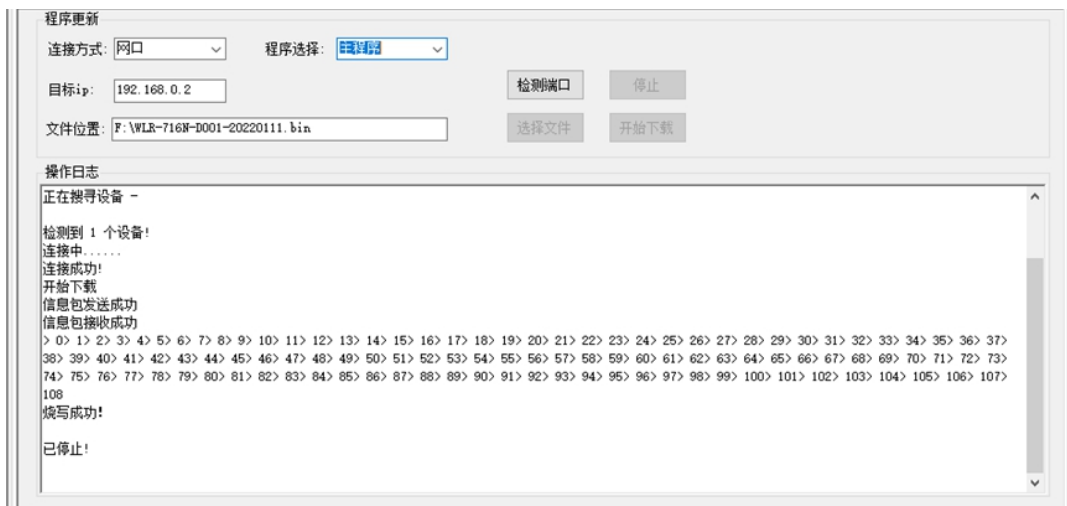 程序更新
连接方式: 网口 程序选择: 主程序
目标ip: 192.168.0.2 检测端口 停止
文件位置: F:\WLR-716N-D001-20220111.bin 选择文件 开始下载
操作日志
正在搜寻设备 -
检测到 1 个设备!
连接中......
连接成功!
开始下载
信息包发送成功
信息包接收成功
> 0> 1> 2> 3> 4> 5> 6> 7> 8> 9> 10> 11> 12> 13> 14> 15> 16> 17> 18> 19> 20> 21> 22> 23> 24> 25> 26> 27> 28> 29> 30> 31> 32> 33> 34> 35> 36> 37>
38> 39> 40> 41> 42> 43> 44> 45> 46> 47> 48> 49> 50> 51> 52> 53> 54> 55> 56> 57> 58> 59> 60> 61> 62> 63> 64> 65> 66> 67> 68> 69> 70> 71> 72> 73>
74> 75> 76> 77> 78> 79> 80> 81> 82> 83> 84> 85> 86> 87> 88> 89> 90> 91> 92> 93> 94> 95> 96> 97> 98> 99> 100> 101> 102> 103> 104> 105> 106> 107>
108
烧写成功!
已停止!